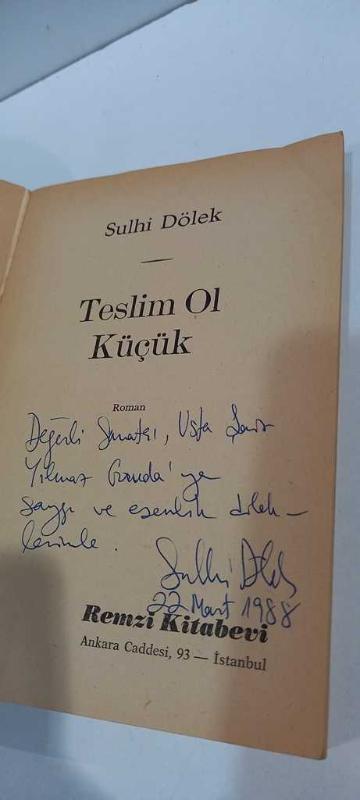 Sulhi Dölek
Teslim Ol
Küçük
Roman
Değerli Sanatçı, Usta Şair
Yılmaz Gruda'ya
saygı ve esenlik dilek-
lerimle.
Sulhi Dölek
22 Mart 1988
Remzi Kitabevi
Ankara Caddesi, 93 — İstanbul